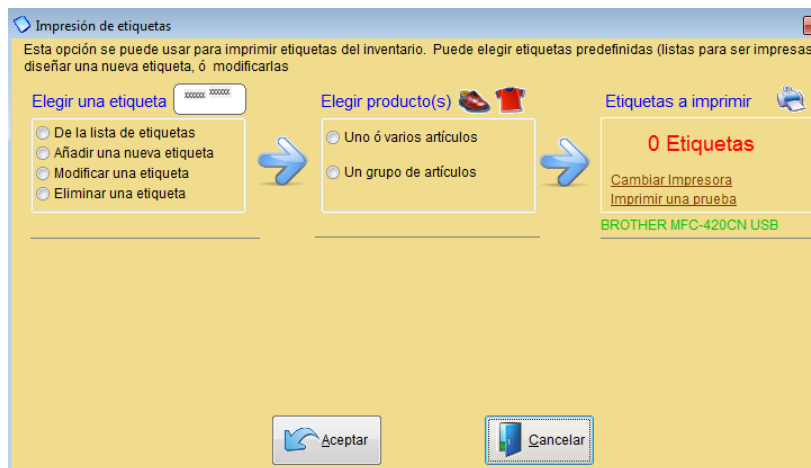 Impresión de etiquetas
Esta opción se puede usar para imprimir etiquetas del inventario. Puede elegir etiquetas predefinidas (listas para ser impresas
diseñar una nueva etiqueta, ó modificarlas
Elegir una etiqueta
xxxxxx xxxxxx
De la lista de etiquetas
Añadir una nueva etiqueta
Modificar una etiqueta
Eliminar una etiqueta
Elegir producto(s)
Uno ó varios artículos
Un grupo de artículos
Etiquetas a imprimir
0 Etiquetas
Cambiar Impresora
Imprimir una prueba
BROTHER MFC-420CN USB
Aceptar
Cancelar